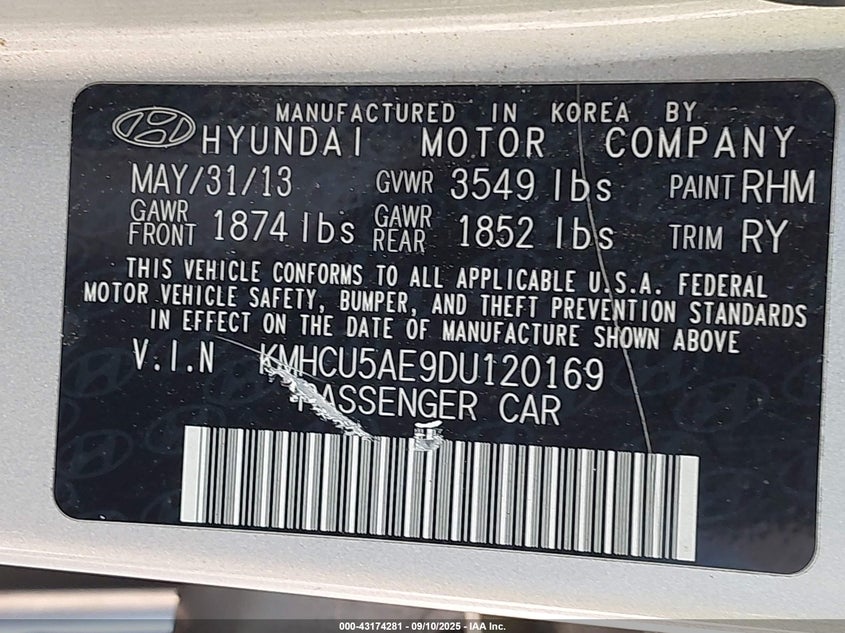 MANUFACTURED IN KOREA BY
HYUNDAI MOTOR COMPANY
MAY/31/13 GVWR 3549 lbs PAINT RHM
GAWR FRONT 1874 lbs GAWR REAR 1852 lbs TRIM RY
THIS VEHICLE CONFORMS TO ALL APPLICABLE U.S.A. FEDERAL
MOTOR VEHICLE SAFETY, BUMPER, AND THEFT PREVENTION STANDARDS
IN EFFECT ON THE DATE OF MANUFACTURE SHOWN ABOVE
V.I.N KMHCU5AE9DU120169
PASSENGER CAR
000-43174281 - 09/10/2025 - IAA Inc.